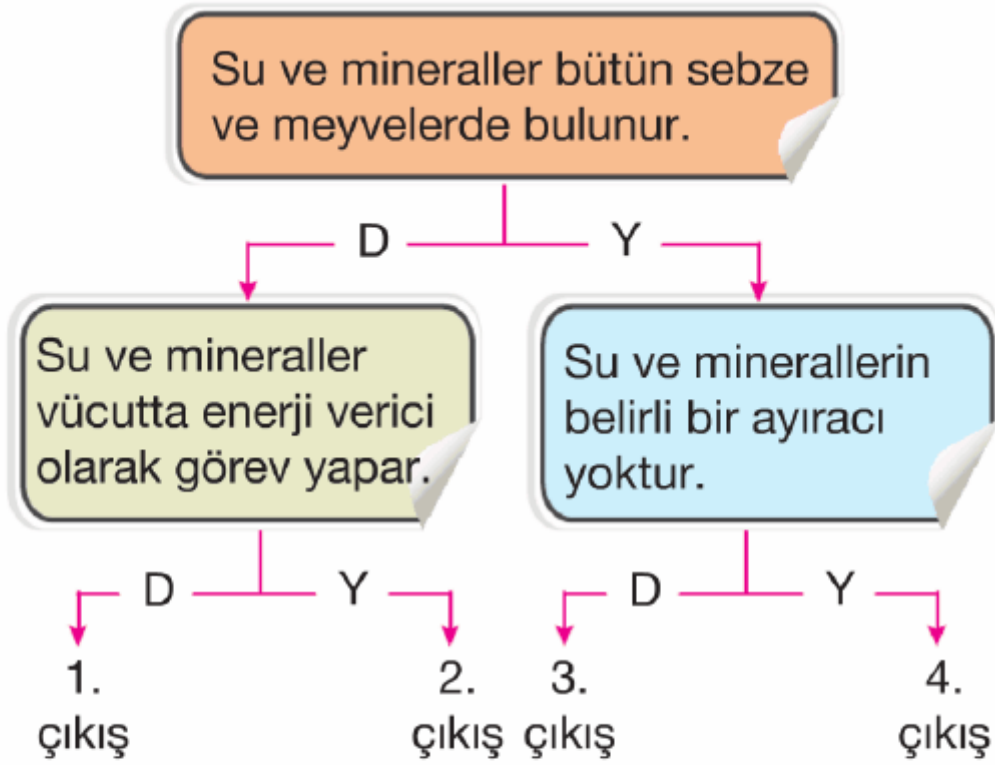 Su ve mineraller bütün sebze
ve meyvelerde bulunur.
D
Y
Su ve mineraller
vücutta enerji verici
olarak görev yapar.
Su ve minerallerin
belirli bir ayıracı
yoktur.
D
Y
D
Y
1.
çıkış
2.
çıkış
3.
çıkış
4.
çıkış